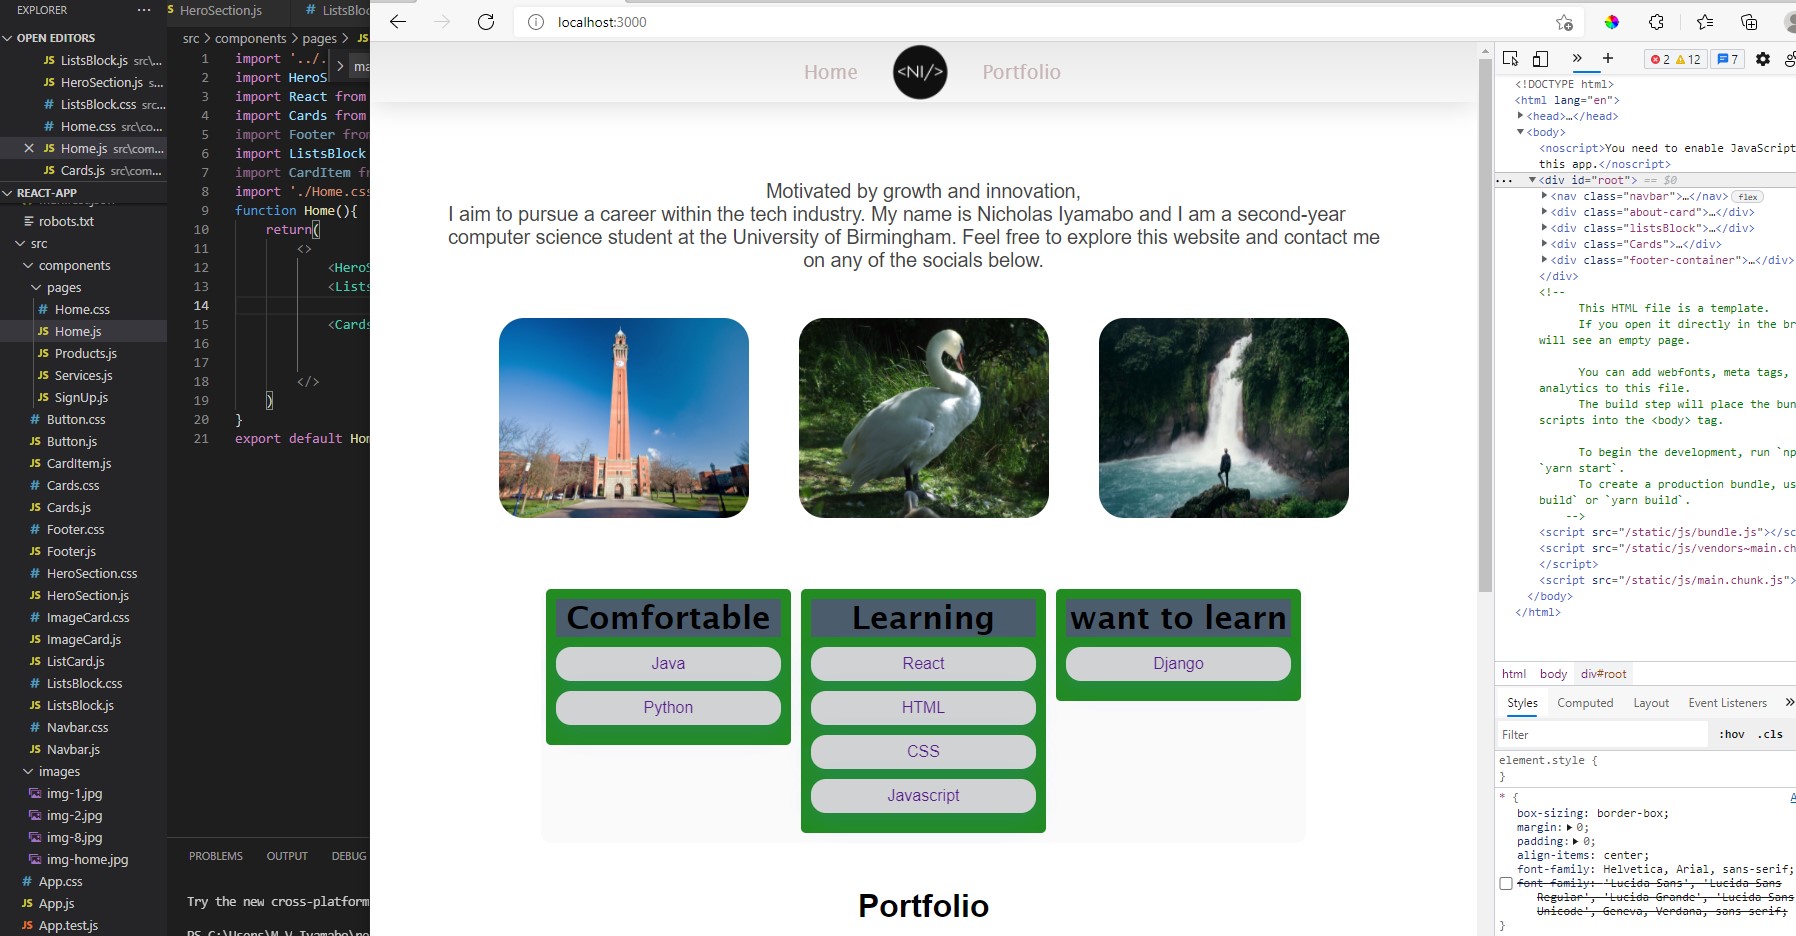 EXPLORER
OPEN EDITORS
JS ListsBlock.js src\...
JS HeroSection.js s...
# ListsBlock.css src...
# Home.css src\co...
JS Home.js src\com...
JS Cards.js src\com...
REACT-APP
robots.txt
src
components
pages
# Home.css
JS Home.js
JS Products.js
JS Services.js
JS SignUp.js
# Button.css
JS Button.js
JS CardItem.js
# Cards.css
JS Cards.js
# Footer.css
JS Footer.js
# HeroSection.css
JS HeroSection.js
# ImageCard.css
JS ImageCard.js
JS ListCard.js
# ListsBlock.css
JS ListsBlock.js
# Navbar.css
JS Navbar.js
images
img-1.jpg
img-2.jpg
img-8.jpg
img-home.jpg
# App.css
JS App.js
JS App.test.js
HeroSection.js # ListsBloc
src > components > pages > JS
1 import '../.
2 import HeroS
3 import React from
4 import Cards from
5 import Footer from
6 import ListsBlock
7 import CardItem fr
8 import './Home.css
9 function Home(){
10 return(
11 <>
12 <HeroS
13 <Lists
14
15 <Cards
16
17
18 </>
19 )
20 }
21 export default Hom
PROBLEMS OUTPUT DEBUG
Try the new cross-platform
localhost:3000
Home <NI/> Portfolio
Motivated by growth and innovation,
I aim to pursue a career within the tech industry. My name is Nicholas Iyamabo and I am a second-year
computer science student at the University of Birmingham. Feel free to explore this website and contact me
on any of the socials below.
Comfortable
Java
Python
Learning
React
HTML
CSS
Javascript
want to learn
Django
Portfolio
2 12 7
<!DOCTYPE html>
<html lang="en">
<head>…</head>
<body>
<noscript>You need to enable JavaScript
this app.</noscript>
<div id="root"> == $0
<nav class="navbar">…</nav> flex
<div class="about-card">…</div>
<div class="listsBlock">…</div>
<div class="Cards">…</div>
<div class="footer-container">…</div>
</div>
<!--
This HTML file is a template.
If you open it directly in the br
will see an empty page.
You can add webfonts, meta tags,
analytics to this file.
The build step will place the bun
scripts into the <body> tag.
To begin the development, run `np
`yarn start`.
To create a production bundle, us
build` or `yarn build`.
-->
<script src="/static/js/bundle.js"></sc
<script src="/static/js/vendors~main.ch
</script>
<script src="/static/js/main.chunk.js">
</body>
</html>
html body div#root
Styles Computed Layout Event Listeners
Filter :hov .cls
element.style {
}
* {
box-sizing: border-box;
margin: 0;
padding: 0;
align-items: center;
font-family: Helvetica, Arial, sans-serif;
font-family: 'Lucida Sans', 'Lucida Sans
Regular', 'Lucida Grande', 'Lucida Sans
Unicode', Geneva, Verdana, sans-serif;
}